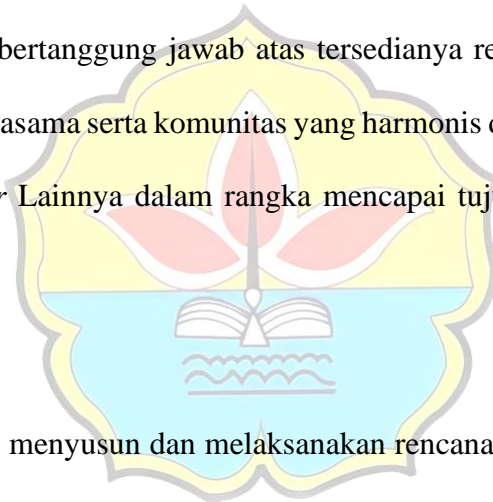 bertanggung jawab atas tersedianya re
asama serta komunitas yang harmonis
r Lainnya dalam rangka mencapai tuj
menyusun dan melaksanakan rencana